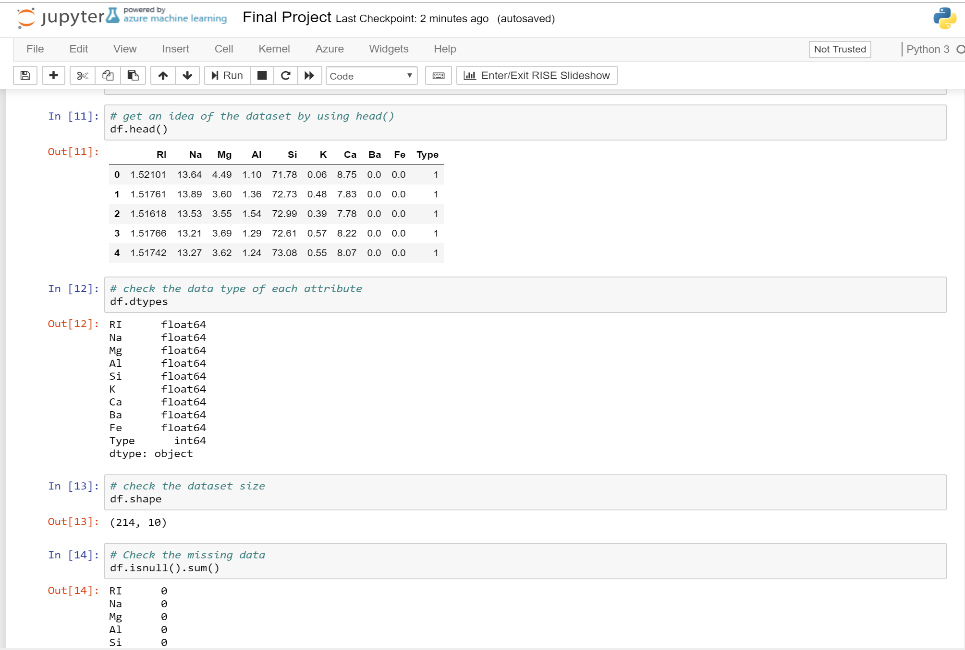 jupyter powered by azure machine learning Final Project Last Checkpoint: 2 minutes ago (autosaved)
File Edit View Insert Cell Kernel Azure Widgets Help Not Trusted Python 3
Run Code Enter/Exit RISE Slideshow
In [11]: # get an idea of the dataset by using head()
df.head()
Out[11]:
RI Na Mg Al Si K Ca Ba Fe Type
0 1.52101 13.64 4.49 1.10 71.78 0.06 8.75 0.0 0.0 1
1 1.51761 13.89 3.60 1.36 72.73 0.48 7.83 0.0 0.0 1
2 1.51618 13.53 3.55 1.54 72.99 0.39 7.78 0.0 0.0 1
3 1.51766 13.21 3.69 1.29 72.61 0.57 8.22 0.0 0.0 1
4 1.51742 13.27 3.62 1.24 73.08 0.55 8.07 0.0 0.0 1
In [12]: # check the data type of each attribute
df.dtypes
Out[12]: RI float64
Na float64
Mg float64
Al float64
Si float64
K float64
Ca float64
Ba float64
Fe float64
Type int64
dtype: object
In [13]: # check the dataset size
df.shape
Out[13]: (214, 10)
In [14]: # Check the missing data
df.isnull().sum()
Out[14]: RI 0
Na 0
Mg 0
Al 0
Si 0